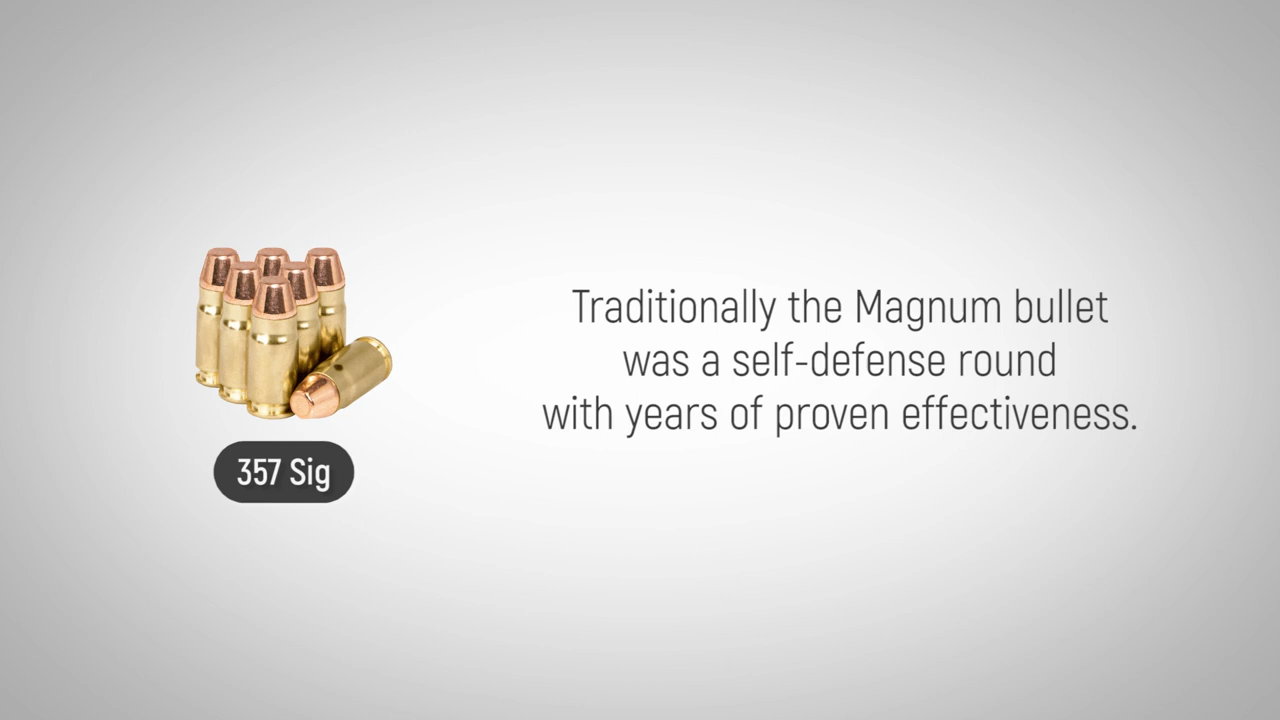 Traditionally the Magnum bullet
was a self-defense round
with years of proven effectiveness.
357 Sig